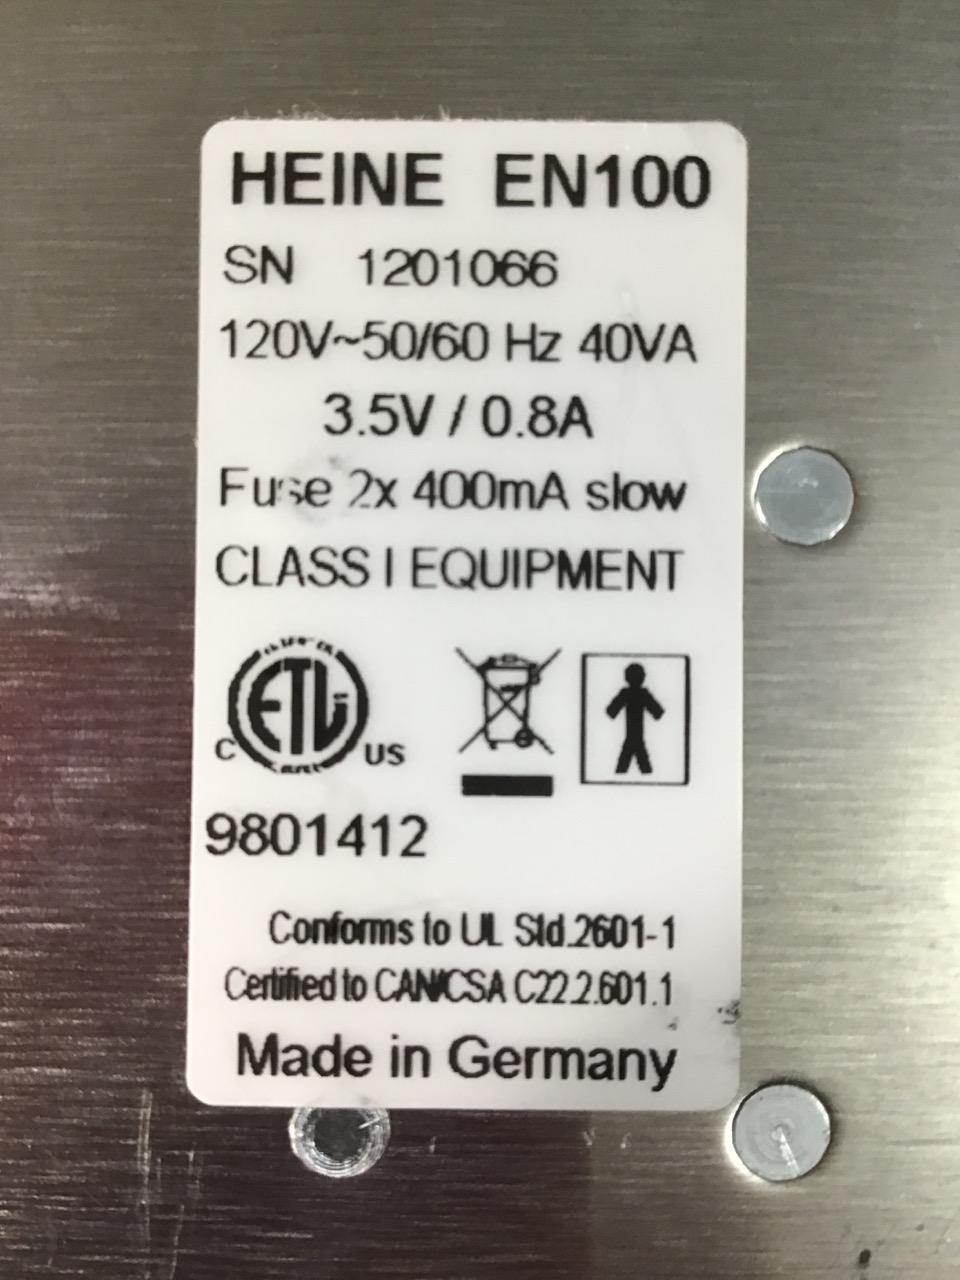 HEINE EN100
SN 1201066
120V~50/60 Hz 40VA
3.5V / 0.8A
Fuse 2x 400mA slow
CLASS I EQUIPMENT
C ETL US
9801412
Conforms to UL Std.2601-1
Certified to CAN/CSA C22.2.601.1
Made in Germany